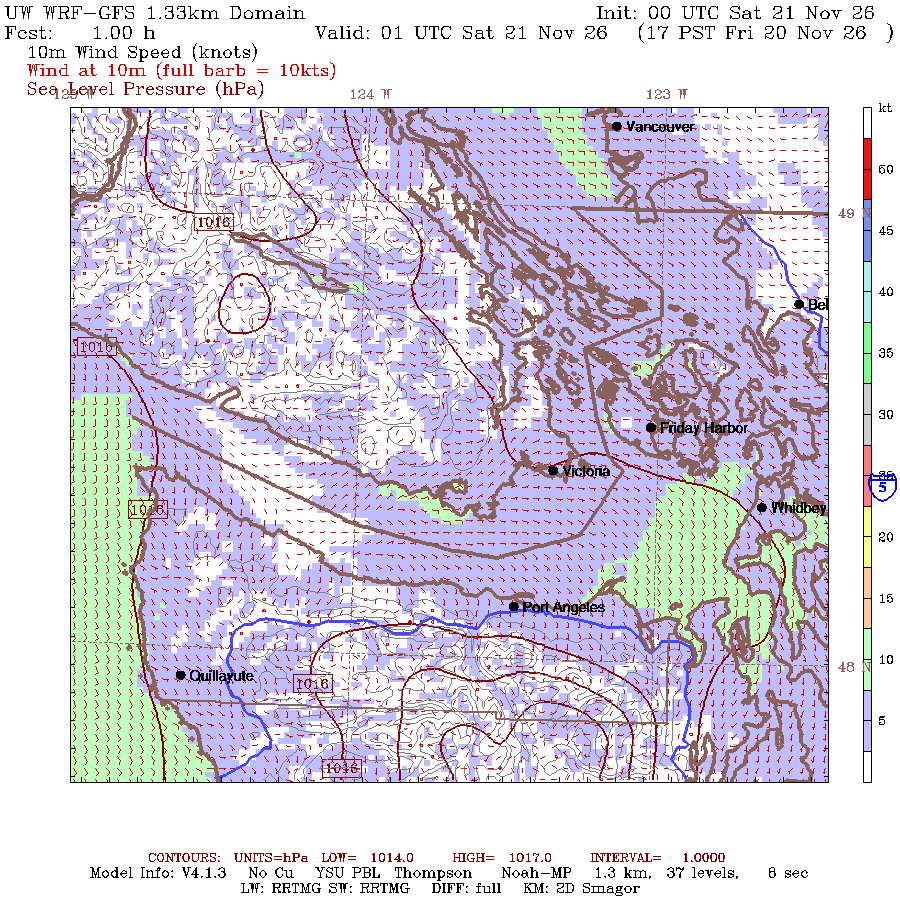 UW WRF-GFS 1.33km Domain Init: 00 UTC Sat 21 Nov 26
Fcst: 1.00 h Valid: 01 UTC Sat 21 Nov 26 (17 PST Fri 20 Nov 26 )
10m Wind Speed (knots)
Wind at 10m (full barb = 10kts)
Sea Level Pressure (hPa)
125 W 124 W 123 W
kt
Vancouver
60
1016
49 N
45
Bel
40
1016
35
30
Friday Harbor
Victoria
25
5
Whidbey
1015
20
15
Port Angeles
10
48 N
Quillayute
1016
5
1016
CONTOURS: UNITS=hPa LOW= 1014.0 HIGH= 1017.0 INTERVAL= 1.0000
Model Info: V4.1.3 No Cu YSU PBL Thompson Noah-MP 1.3 km, 37 levels, 8 sec
LW: RRTMG SW: RRTMG DIFF: full KM: 2D Smagor